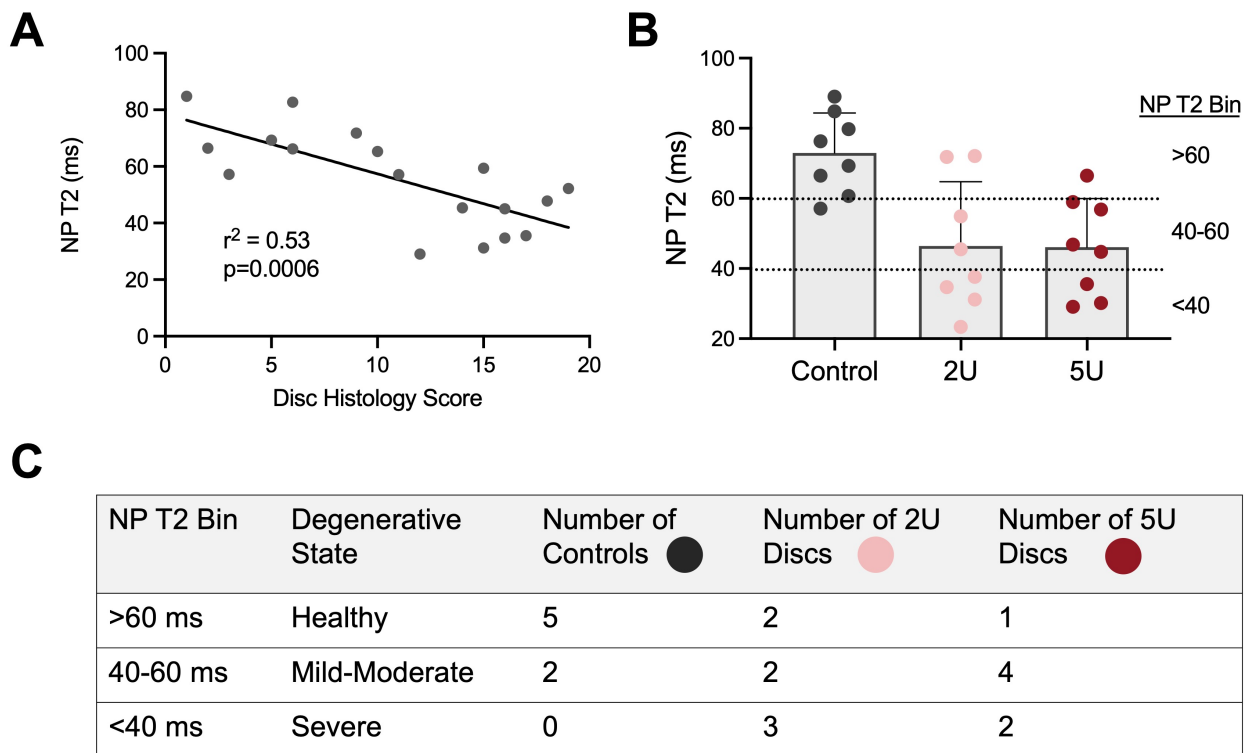 A
100
80
60
40
20
0
NP T2 (ms)
r² = 0.53
p=0.0006
0 5 10 15 20
Disc Histology Score
B
100
80
60
40
20
NP T2 (ms)
Control 2U 5U
NP T2 Bin
>60
40-60
<40
C
NP T2 Bin Degenerative State Number of Controls Number of 2U Discs Number of 5U Discs
>60 ms Healthy 5 2 1
40-60 ms Mild-Moderate 2 2 4
<40 ms Severe 0 3 2